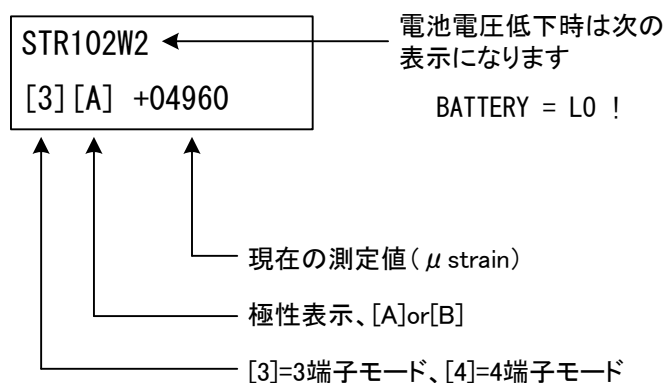 STR102W2
[3][A] +04960
電池電圧低下時は次の
表示になります
BATTERY = LO !
現在の測定値(μstrain)
極性表示、[A]or[B]
[3]=3端子モード、[4]=4端子モード